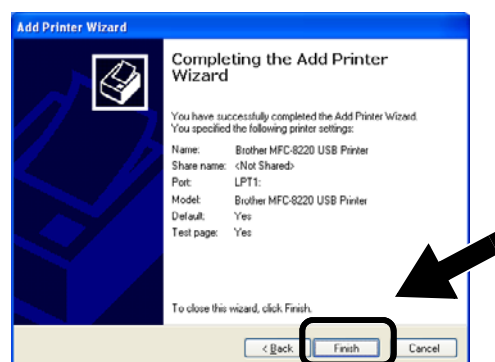 Add Printer Wizard
Completing the Add Printer
Wizard
You have successfully completed the Add Printer Wizard.
You specified the following printer settings:
Name: Brother MFC-8220 USB Printer
Share name: <Not Shared>
Port: LPT1:
Model: Brother MFC-8220 USB Printer
Default: Yes
Test page: Yes
To close this wizard, click Finish.
< Back Finish Cancel